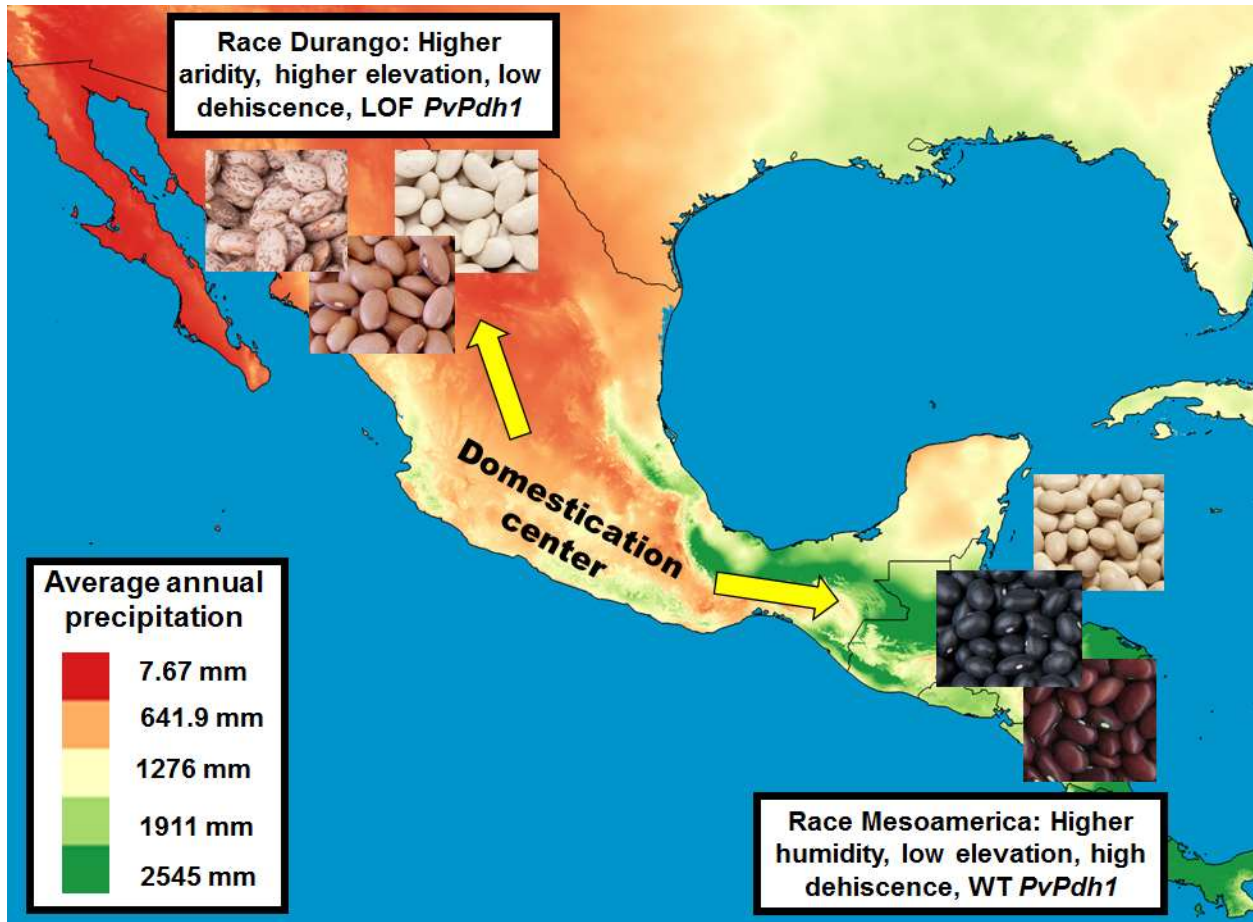 Race Durango: Higher
aridity, higher elevation, low
dehiscence, LOF PvPdh1
Domestication
center
Average annual
precipitation
7.67 mm
641.9 mm
1276 mm
1911 mm
2545 mm
Race Mesoamerica: Higher
humidity, low elevation, high
dehiscence, WT PvPdh1